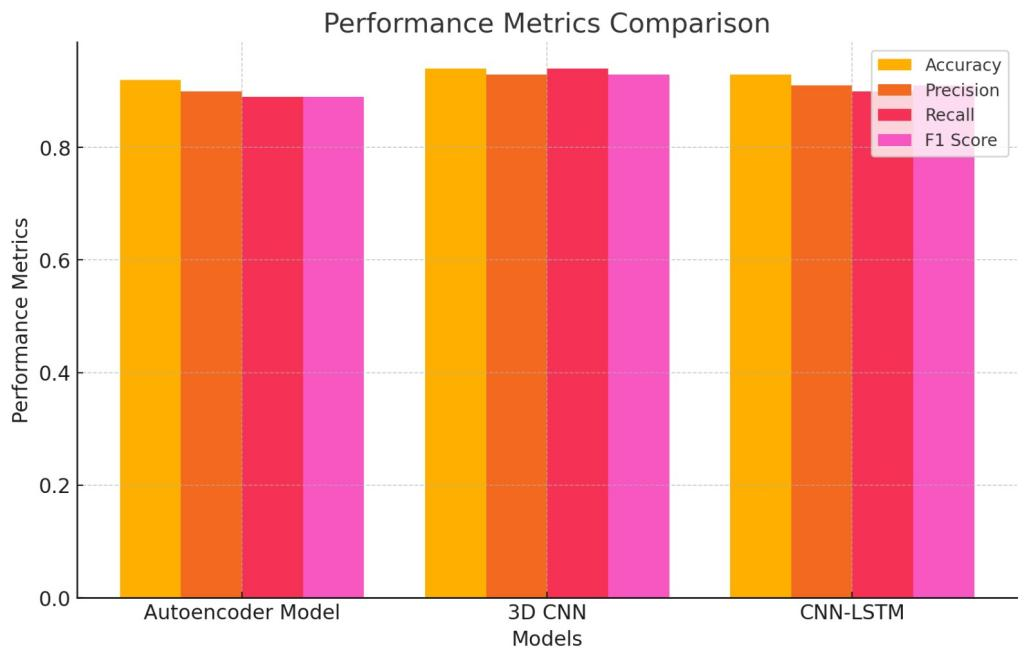 Performance Metrics Comparison
Accuracy
Precision
Recall
F1 Score
Performance Metrics
0.8
0.6
0.4
0.2
0.0
Autoencoder Model
3D CNN
CNN-LSTM
Models